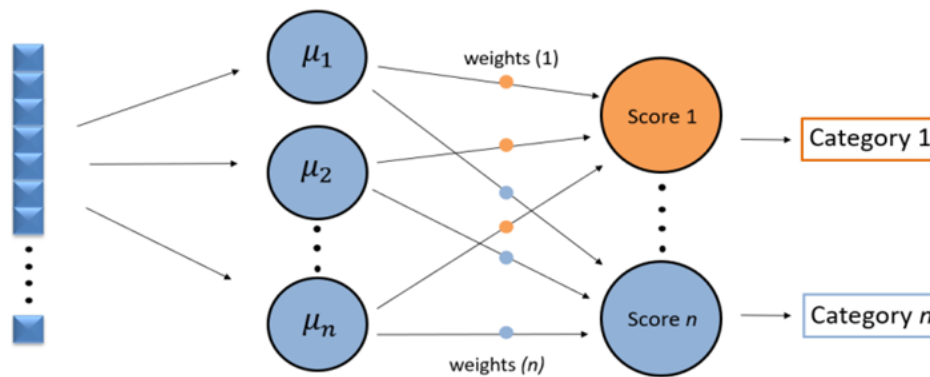 μ₁
weights (1)
Score 1
Category 1
μ₂
μₙ
Score n
Category n
weights (n)